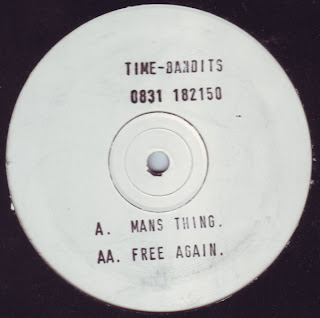 TIME-BANDITS
0831 182150
A. MANS THING.
AA. FREE AGAIN.